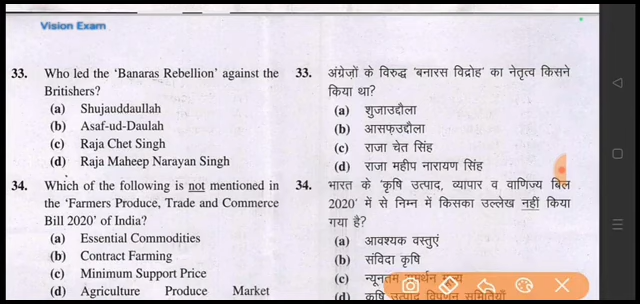 Vision Exam
33. Who led the ‘Banaras Rebellion’ against the
Britishers?
(a) Shujauddaullah
(b) Asaf-ud-Daulah
(c) Raja Chet Singh
(d) Raja Maheep Narayan Singh
34. Which of the following is not mentioned in
the ‘Farmers Produce, Trade and Commerce
Bill 2020’ of India?
(a) Essential Commodities
(b) Contract Farming
(c) Minimum Support Price
(d) Agriculture Produce Market
33. अंग्रेज़ों के विरुद्ध ‘बनारस विद्रोह’ का नेतृत्व किसने
किया था?
(a) शुजाउद्दौला
(b) आसफ़उद्दौला
(c) राजा चेत सिंह
(d) राजा महीप नारायण सिंह
34. भारत के ‘कृषि उत्पाद, व्यापार व वाणिज्य बिल
2020’ में से निम्न में किसका उल्लेख नहीं किया
गया है?
(a) आवश्यक वस्तुएं
(b) संविदा कृषि
(c) न्यूनतम
(d) कृषि उत्पाद विपणन समितियाँ